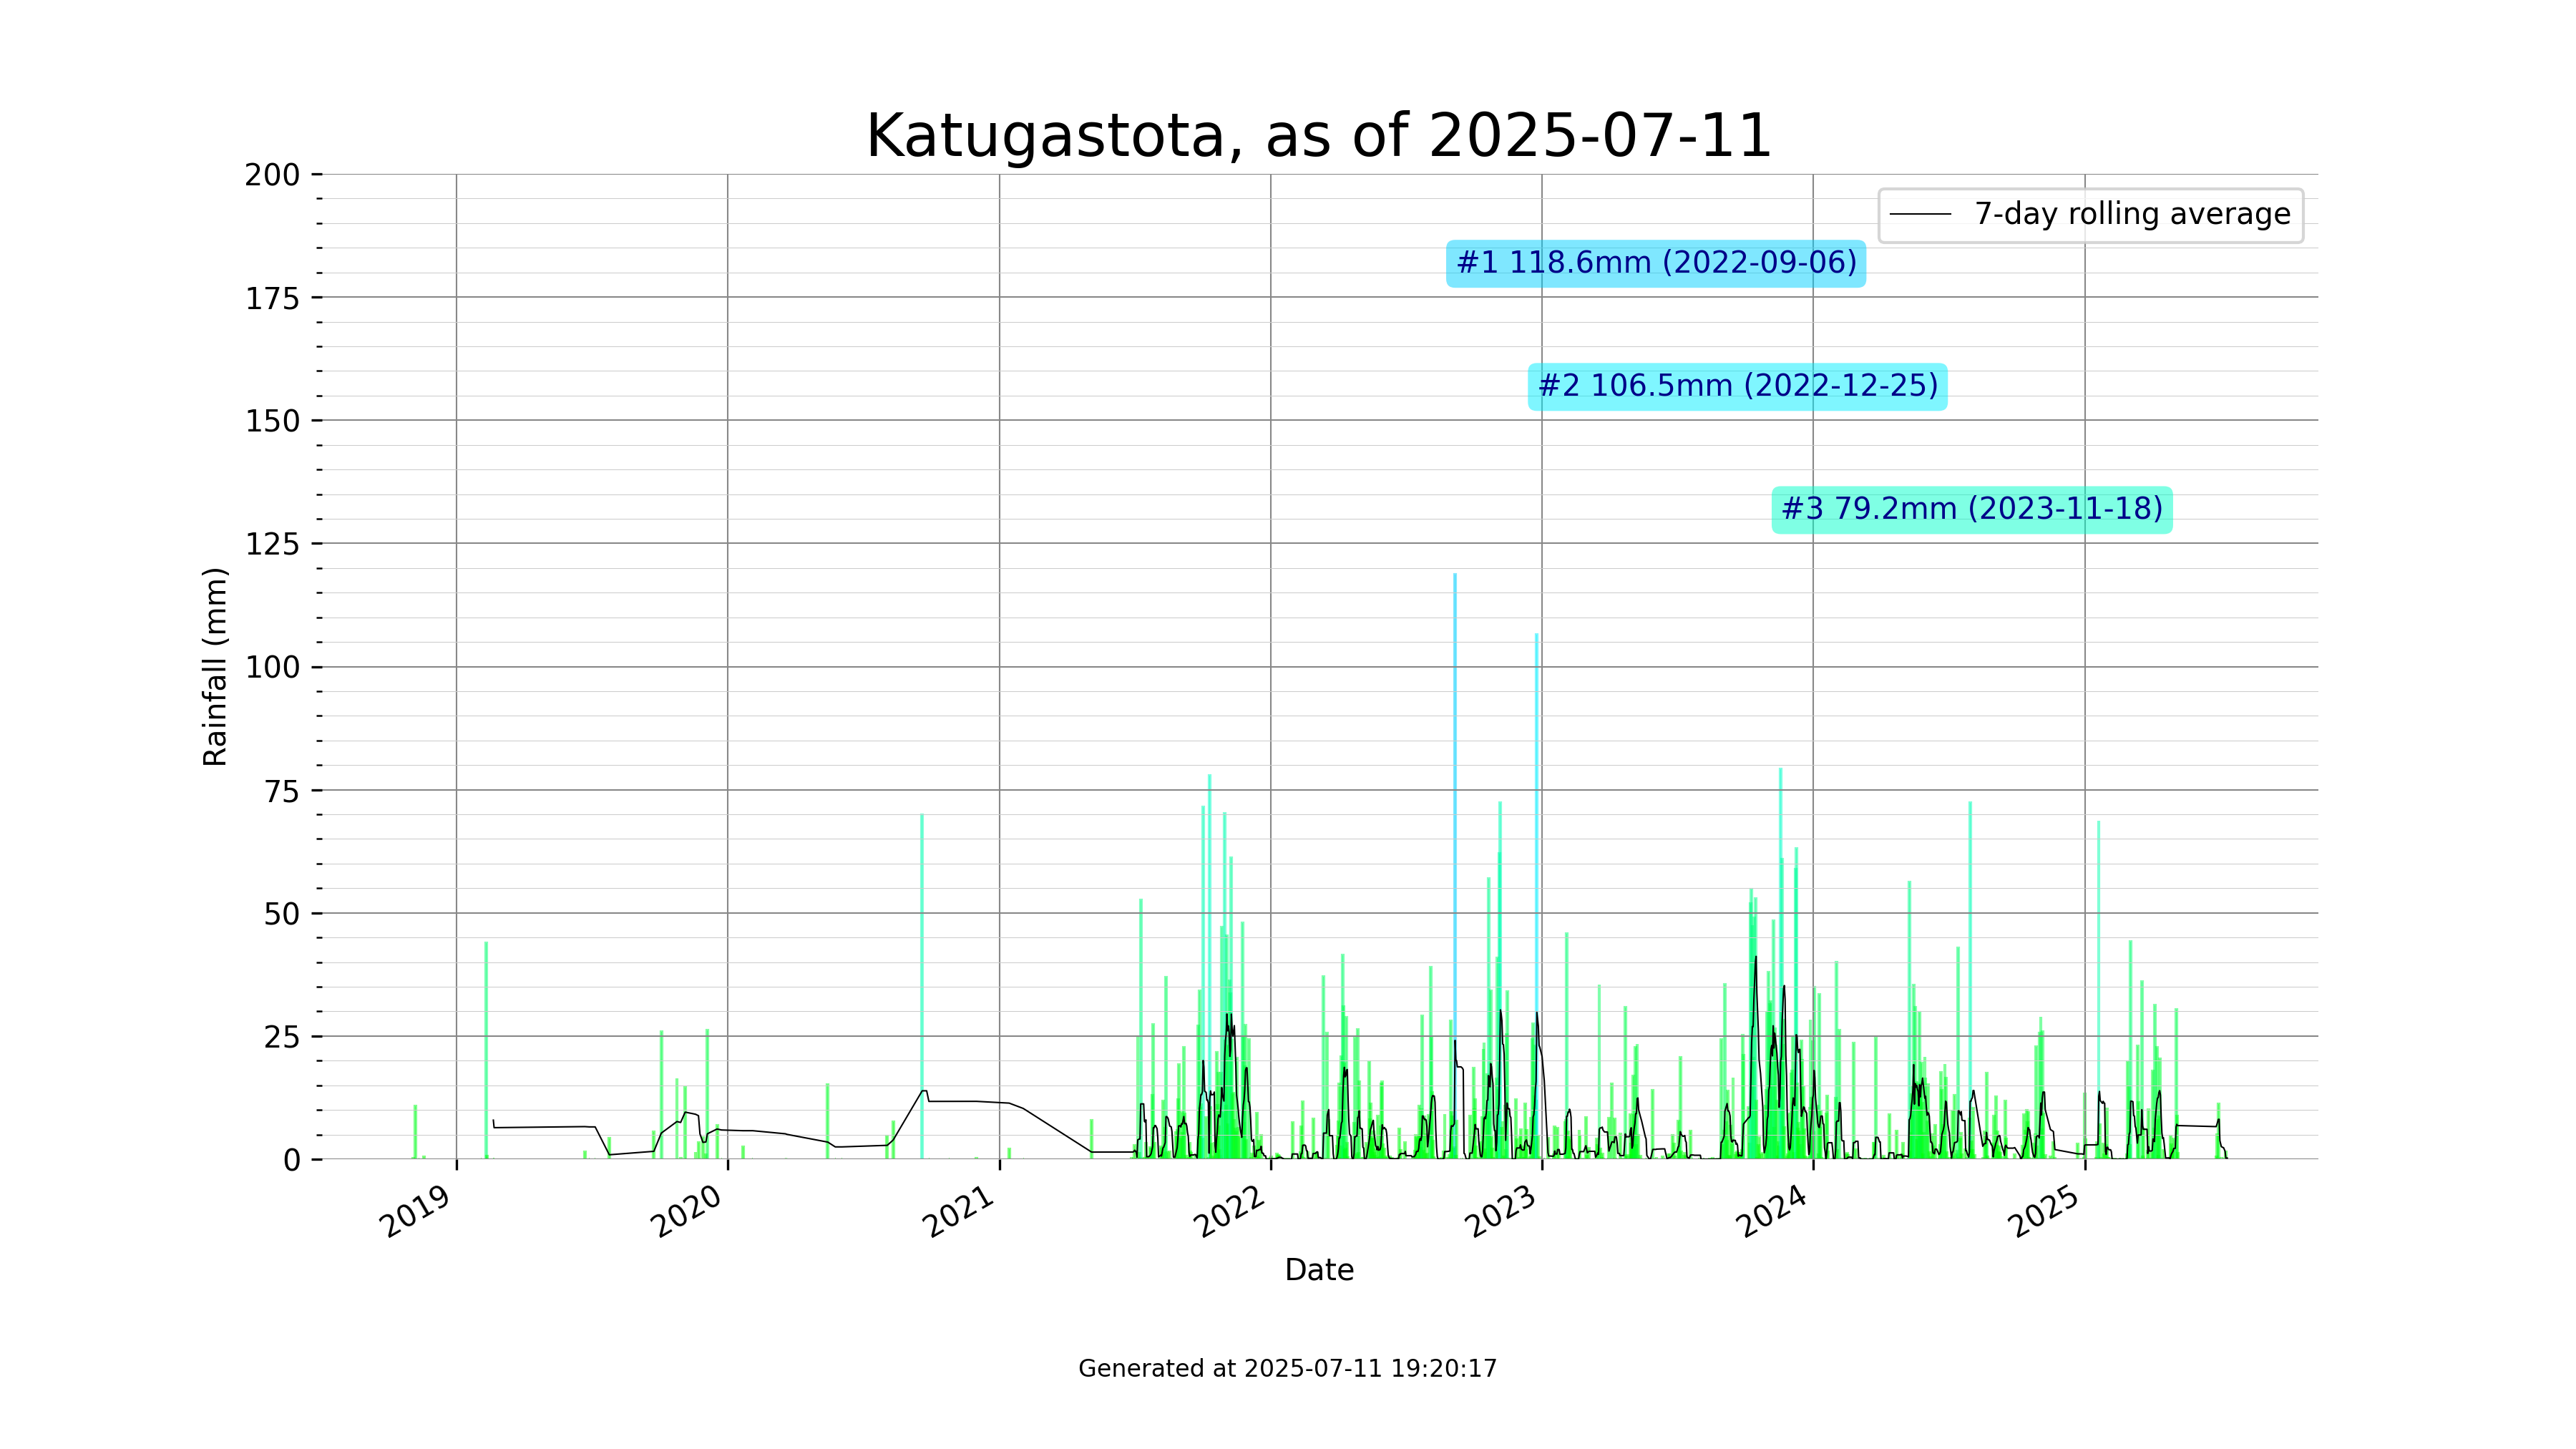 Katugastota, as of 2025-07-11
200
175
150
125
100
75
50
25
0
Rainfall (mm)
7-day rolling average
#1 118.6mm (2022-09-06)
#2 106.5mm (2022-12-25)
#3 79.2mm (2023-11-18)
2019
2020
2021
2022
2023
2024
2025
Date
Generated at 2025-07-11 19:20:17